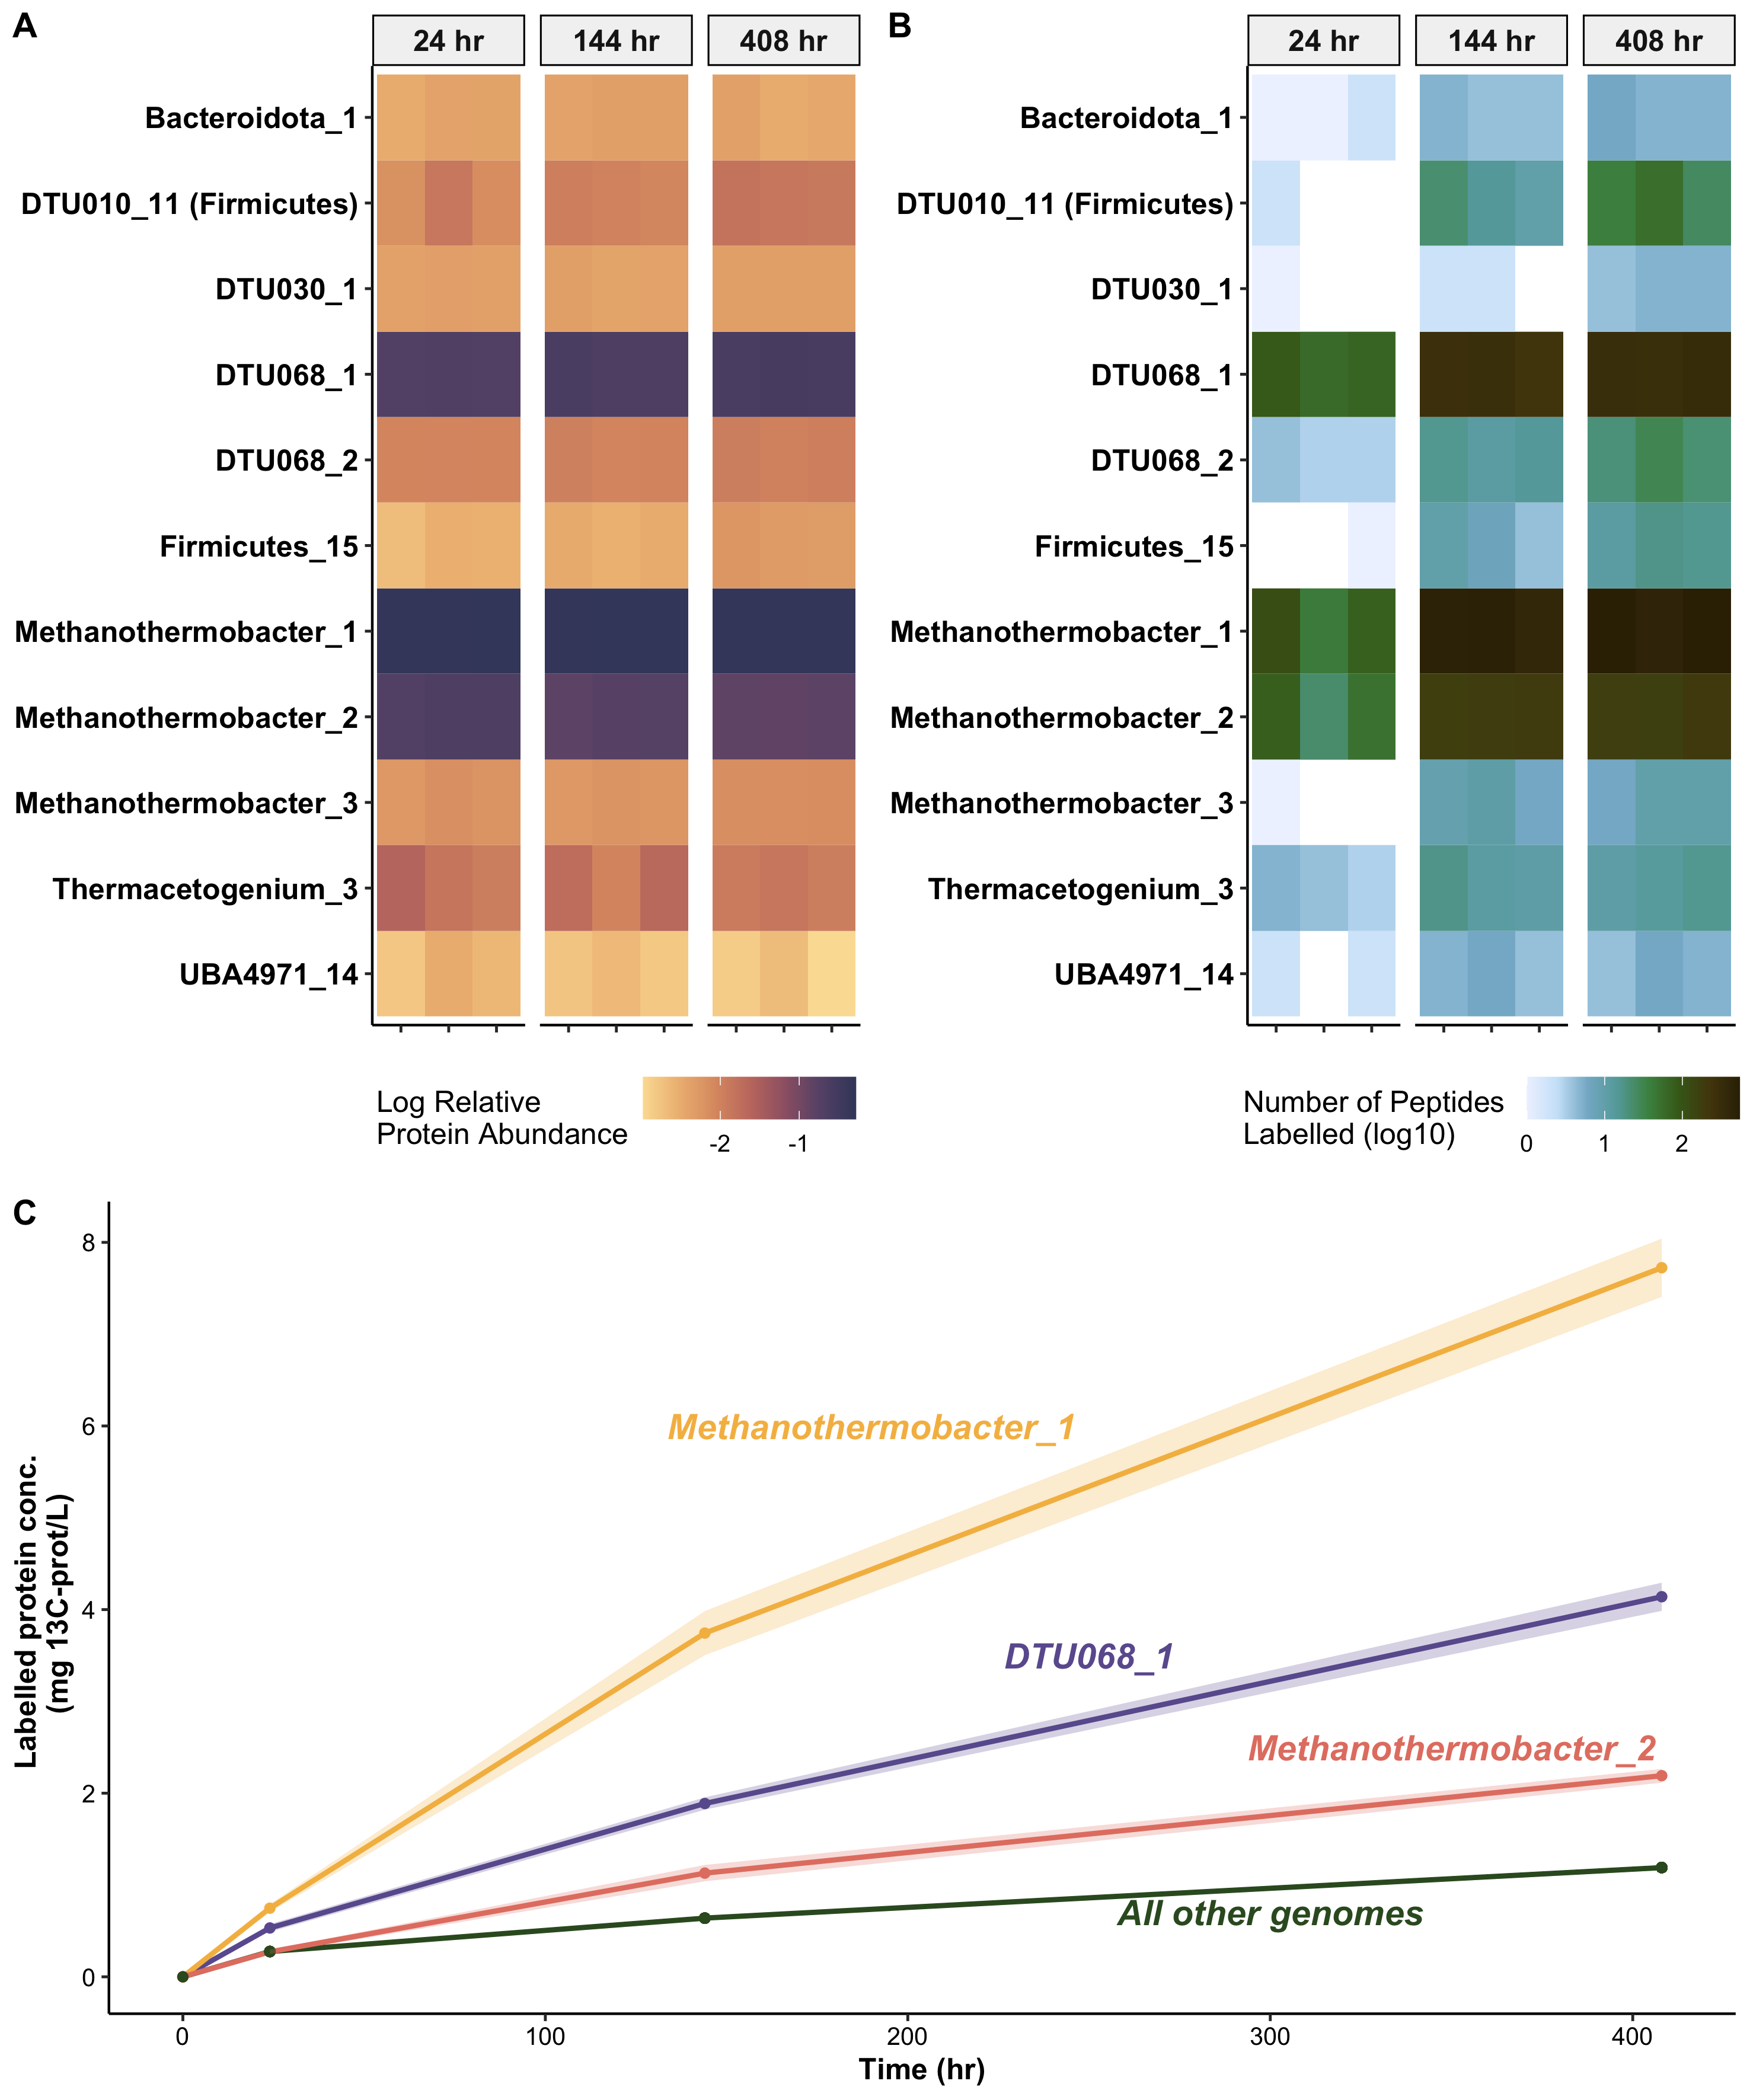 A
24 hr
144 hr
408 hr
Bacteroidota_1
DTU010_11 (Firmicutes)
DTU030_1
DTU068_1
DTU068_2
Firmicutes_15
Methanothermobacter_1
Methanothermobacter_2
Methanothermobacter_3
Thermacetogenium_3
UBA4971_14
Log Relative
Protein Abundance
-2
-1
B
24 hr
144 hr
408 hr
Bacteroidota_1
DTU010_11 (Firmicutes)
DTU030_1
DTU068_1
DTU068_2
Firmicutes_15
Methanothermobacter_1
Methanothermobacter_2
Methanothermobacter_3
Thermacetogenium_3
UBA4971_14
Number of Peptides
Labelled (log10)
0
1
2
C
Labelled protein conc.
(mg 13C-prot/L)
8
6
4
2
0
Methanothermobacter_1
DTU068_1
Methanothermobacter_2
All other genomes
0
100
200
300
400
Time (hr)